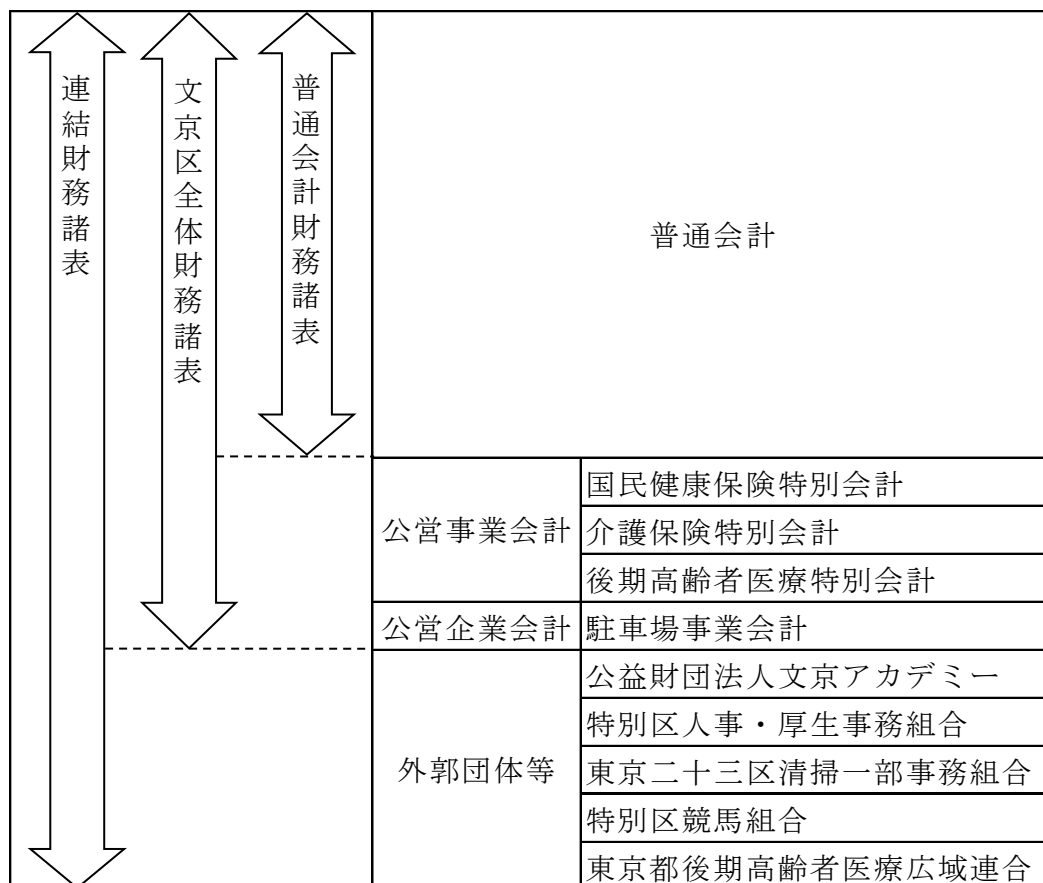 連結財務諸表
文京区全体財務諸表
普通会計財務諸表
普通会計
公営事業会計
国民健康保険特別会計
介護保険特別会計
後期高齢者医療特別会計
公営企業会計
駐車場事業会計
外郭団体等
公益財団法人文京アカデミー
特別区人事・厚生事務組合
東京二十三区清掃一部事務組合
特別区競馬組合
東京都後期高齢者医療広域連合